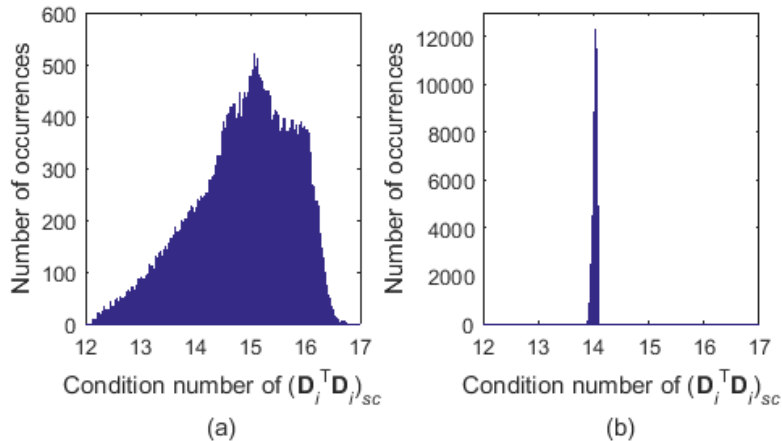 600
500
400
300
200
100
0
Number of occurrences
12 13 14 15 16 17
Condition number of (D_i^T D_i)_sc
(a)
12000
10000
8000
6000
4000
2000
0
Number of occurrences
12 13 14 15 16 17
Condition number of (D_i^T D_i)_sc
(b)